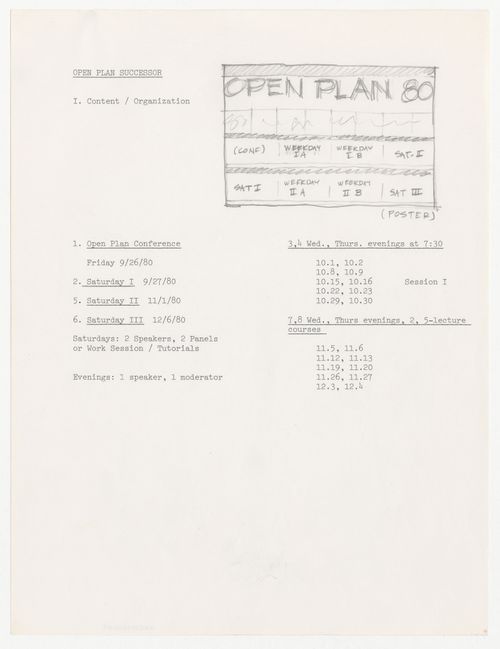 OPEN PLAN SUCCESSOR
I. Content / Organization
OPEN PLAN 80
(CONF) WEEKDAY I A WEEKDAY I B SAT. II
SAT I WEEKDAY II A WEEKDAY II B SAT III
(POSTER)
1. Open Plan Conference
Friday 9/26/80
2. Saturday I 9/27/80
5. Saturday II 11/1/80
6. Saturday III 12/6/80
Saturdays: 2 Speakers, 2 Panels
or Work Session / Tutorials
Evenings: 1 speaker, 1 moderator
3,4 Wed., Thurs. evenings at 7:30
10.1, 10.2
10.8, 10.9
10.15, 10.16 Session I
10.22, 10.23
10.29, 10.30
7,8 Wed., Thurs evenings, 2, 5-lecture
courses
11.5, 11.6
11.12, 11.13
11.19, 11.20
11.26, 11.27
12.3, 12.4